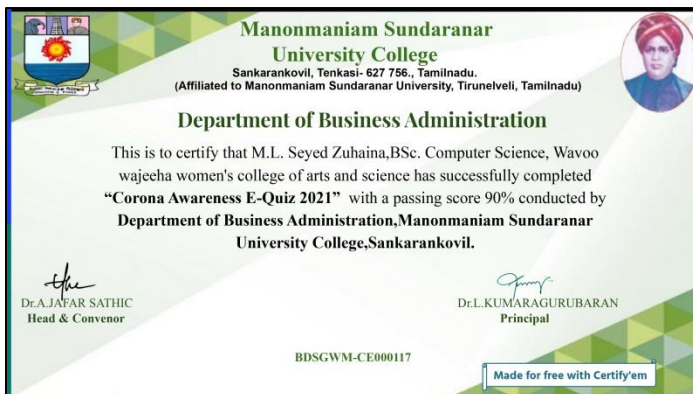 Manonmaniam Sundaranar
University College
Sankarankovil, Tenkasi- 627 756., Tamilnadu.
(Affiliated to Manonmaniam Sundaranar University, Tirunelveli, Tamilnadu)
Department of Business Administration
This is to certify that M.L. Seyed Zuhaina,BSc. Computer Science, Wavoo
wajeeha women's college of arts and science has successfully completed
“Corona Awareness E-Quiz 2021” with a passing score 90% conducted by
Department of Business Administration,Manonmaniam Sundaranar
University College,Sankarankovil.
Dr.A.JAFAR SATHIC
Head & Convenor
Dr.L.KUMARAGURUBARAN
Principal
BDSGWM-CE000117
Made for free with Certify'em